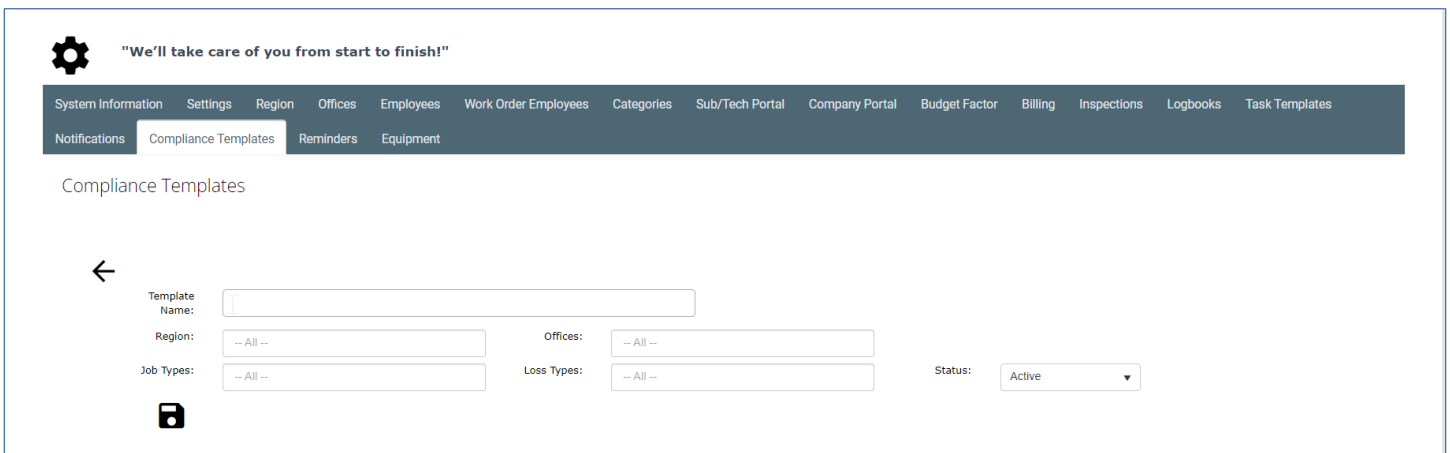 "We'll take care of you from start to finish!"
System Information Settings Region Offices Employees Work Order Employees Categories Sub/Tech Portal Company Portal Budget Factor Billing Inspections Logbooks Task Templates
Notifications Compliance Templates Reminders Equipment
Compliance Templates
Template
Name:
Region: -- All -- Offices: -- All --
Job Types: -- All -- Loss Types: -- All -- Status: Active